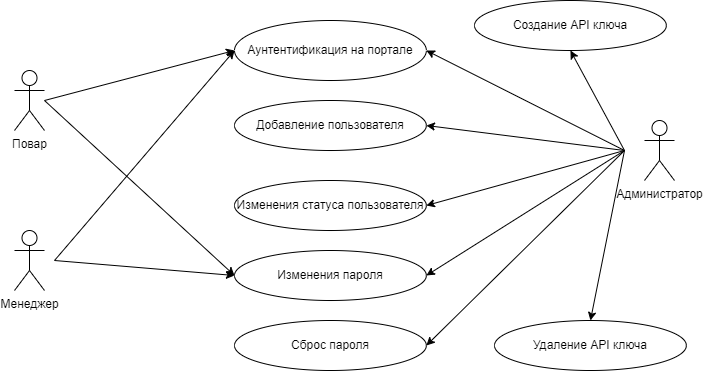 Создание API ключа
Аунтентификация на портале
Повар
Добавление пользователя
Администратор
Изменения статуса пользователя
Менеджер
Изменения пароля
Сброс пароля
Удаление API ключа